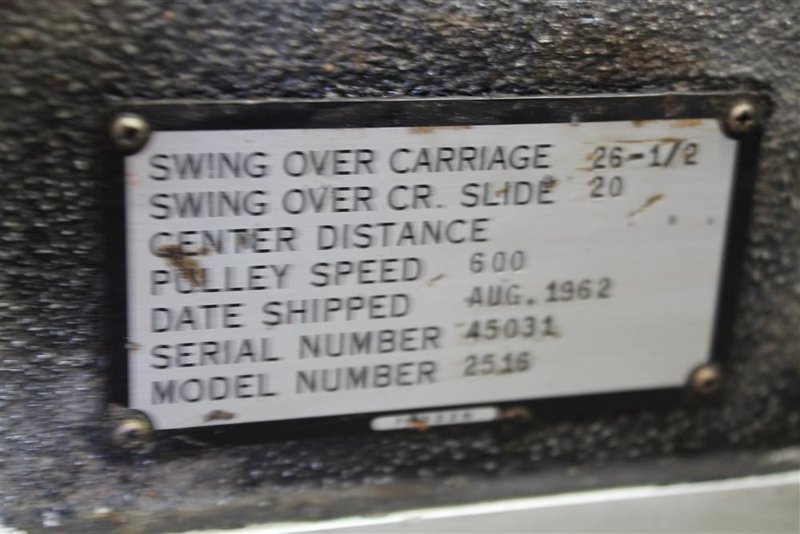 SWING OVER CARRIAGE 26-1/2
SWING OVER CR. SLIDE 20
CENTER DISTANCE
PULLEY SPEED 600
DATE SHIPPED AUG. 1962
SERIAL NUMBER 45031
MODEL NUMBER 2516